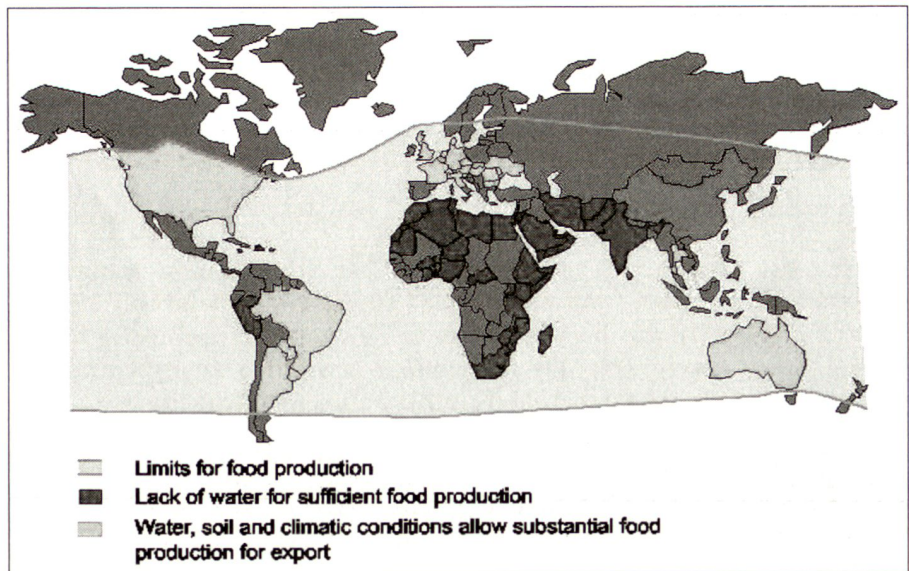 Limits for food production
Lack of water for sufficient food production
Water, soil and climatic conditions allow substantial food
production for export